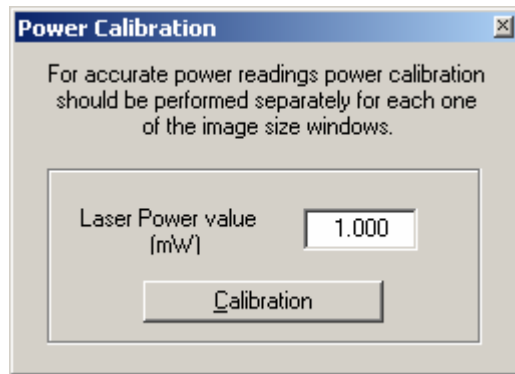 Power Calibration
For accurate power readings power calibration
should be performed separately for each one
of the image size windows.
Laser Power value
(mW)
1.000
Calibration